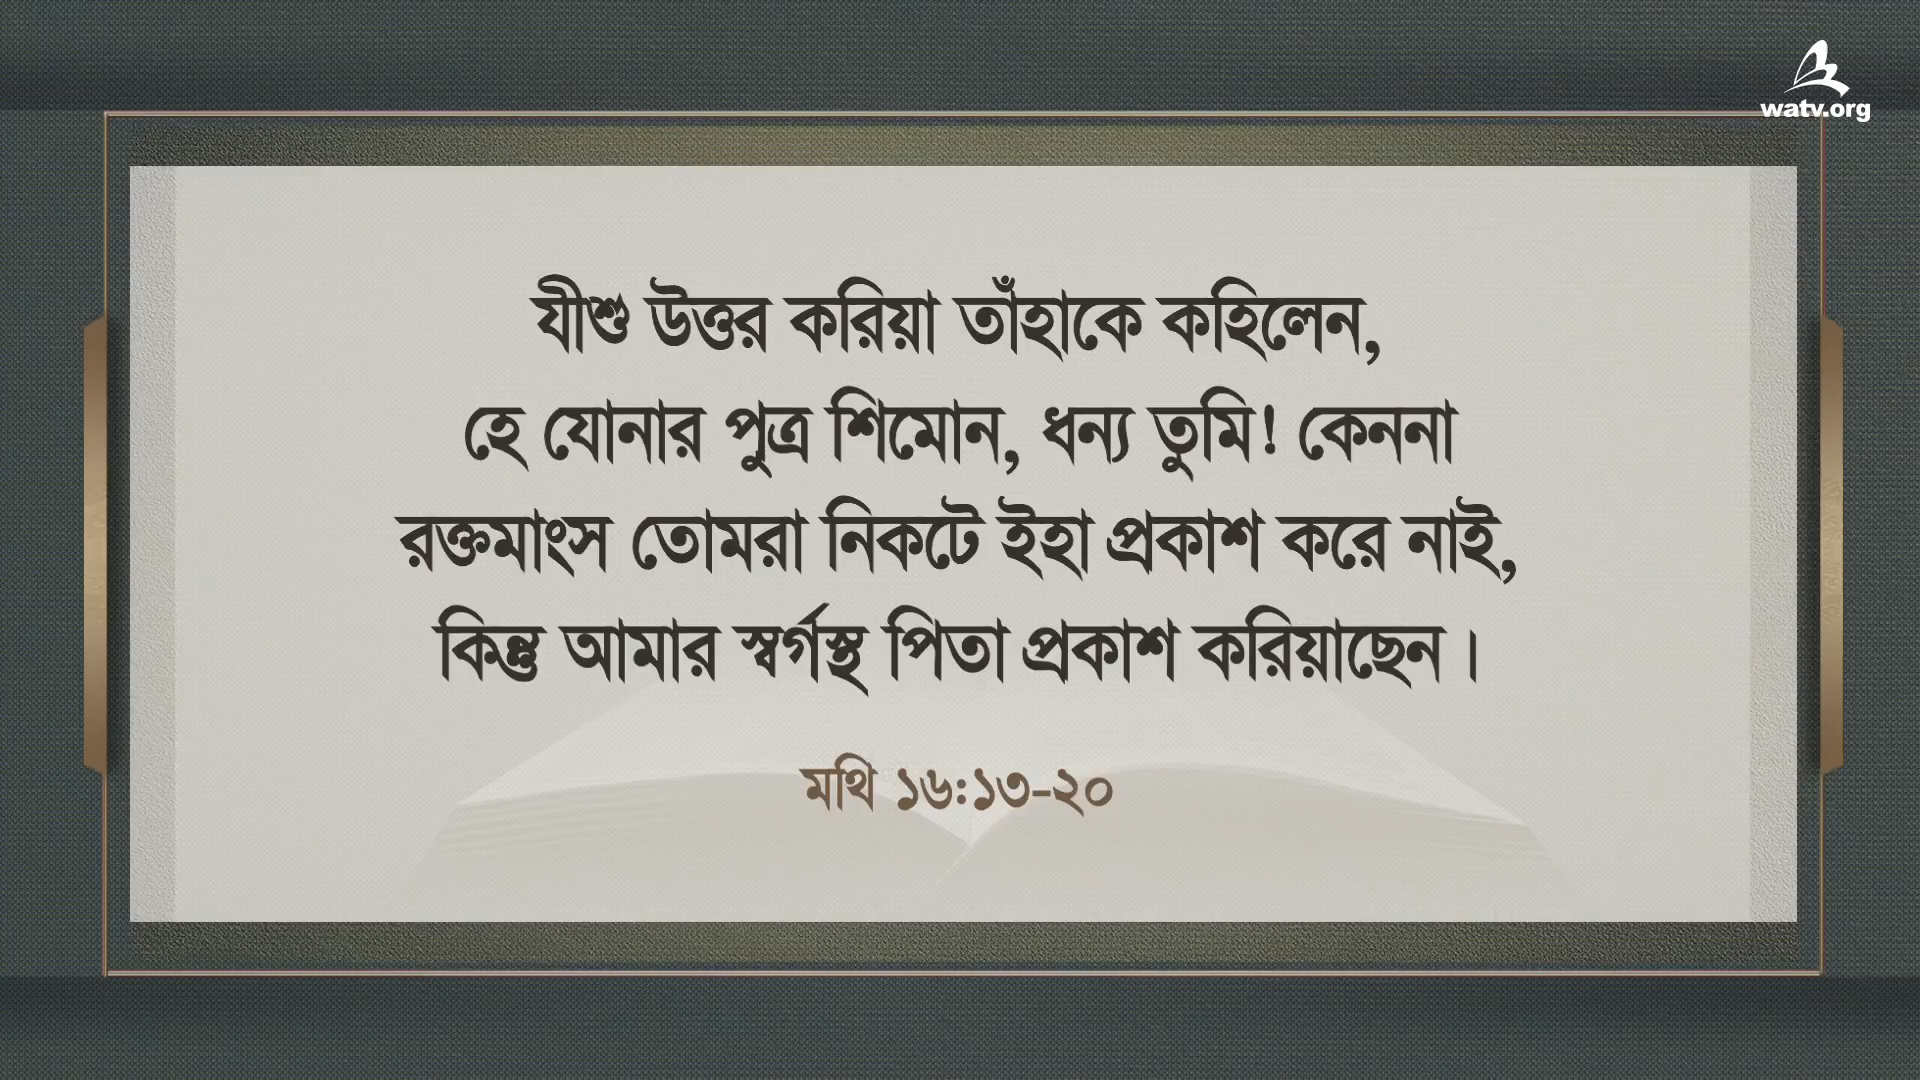 watv.org
যীশু উত্তর করিয়া তাঁহাকে কহিলেন,
হে যোনার পুত্র শিমোন, ধন্য তুমি! কেননা
রক্তমাংস তোমরা নিকটে ইহা প্রকাশ করে নাই,
কিন্তু আমার স্বর্গস্থ পিতা প্রকাশ করিয়াছেন।
মথি ১৬:১৩-২০